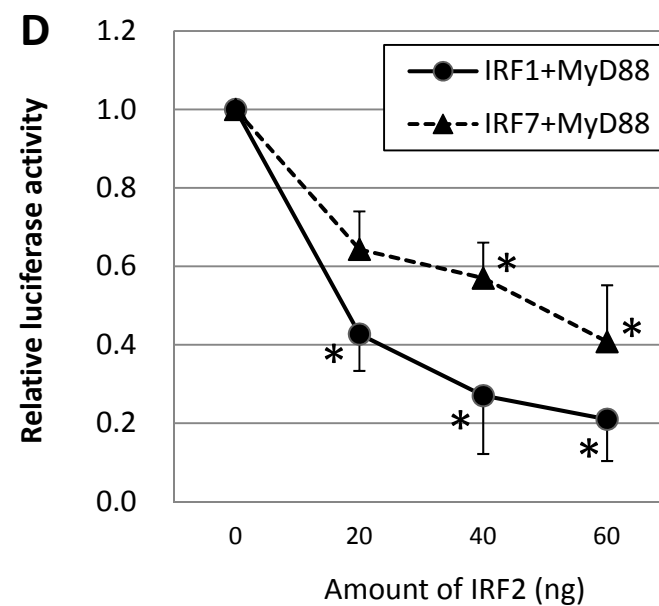 D
1.2
IRF1+MyD88
IRF7+MyD88
1.0
0.8
0.6
0.4
0.2
0.0
*
*
*
*
*
Relative luciferase activity
0 20 40 60
Amount of IRF2 (ng)